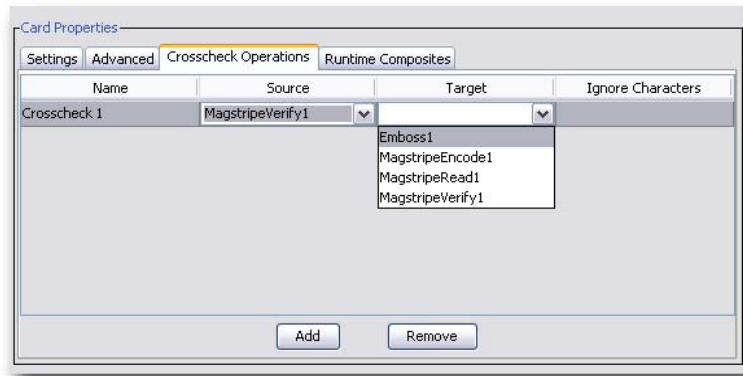 Card Properties
Settings Advanced Crosscheck Operations Runtime Composites
Name Source Target Ignore Characters
Crosscheck 1 MagstripeVerify1
Emboss1
MagstripeEncode1
MagstripeRead1
MagstripeVerify1
Add Remove